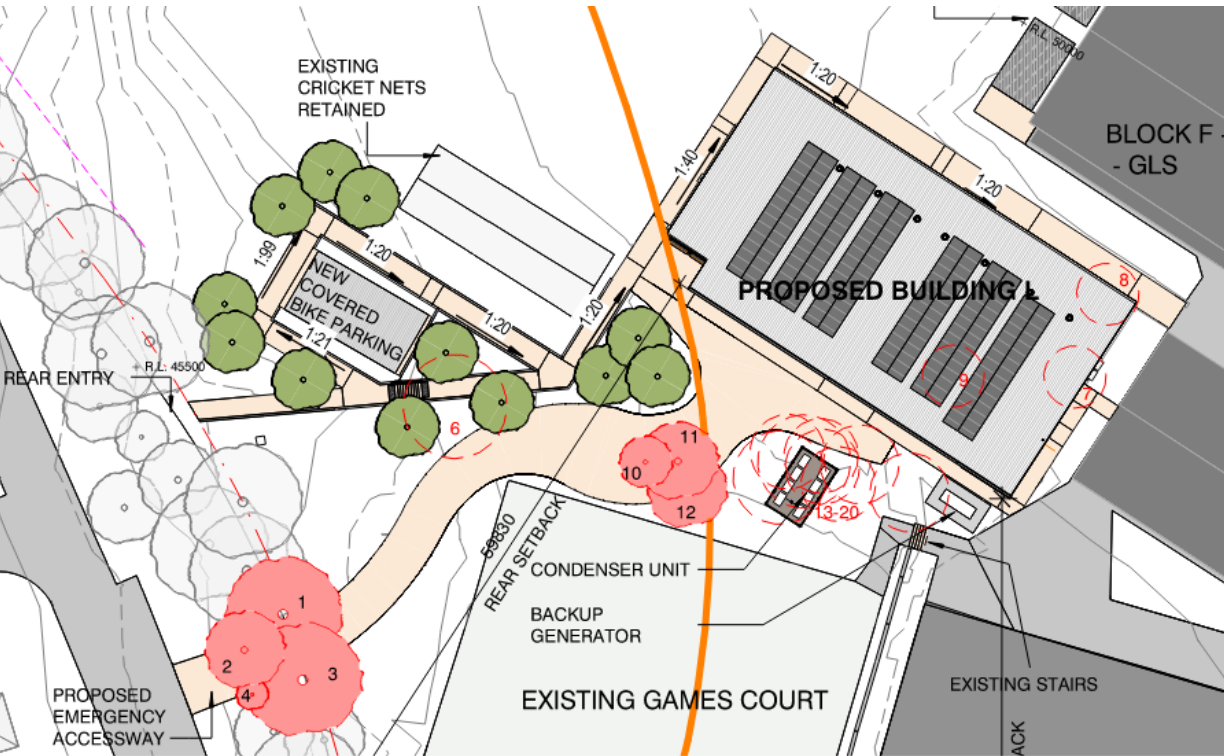 R.L. 50000
1:20
EXISTING
CRICKET NETS
RETAINED
BLOCK F -
- GLS
1:40
1:20
1:99
1:20
NEW
COVERED
BIKE PARKING
8
PROPOSED BUILDING L
1:20
1:20
1:21
R.L: 45500
REAR ENTRY
9
7
6
11
10
12
13-20
59830
REAR SETBACK
CONDENSER UNIT
1
BACKUP
GENERATOR
2
3
4
EXISTING STAIRS
PROPOSED
EMERGENCY
ACCESSWAY
EXISTING GAMES COURT
ACK